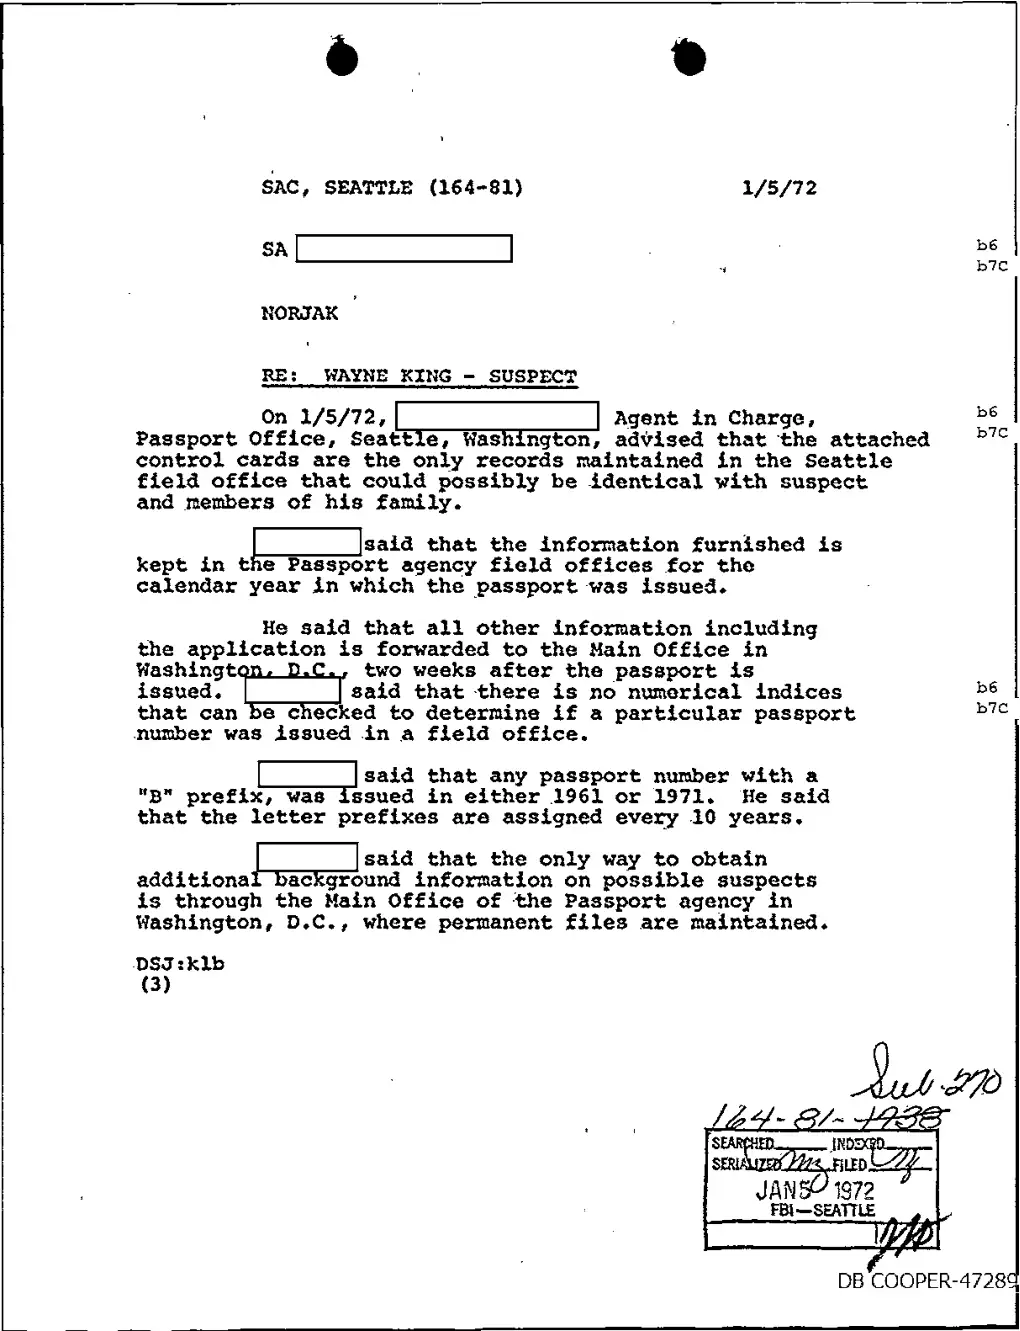 SAC, SEATTLE (164-81) 1/5/72
SA
b6
b7C
NORJAK
RE: WAYNE KING - SUSPECT
On 1/5/72, Agent in Charge,
b6
b7C
Passport Office, Seattle, Washington, advised that the attached
control cards are the only records maintained in the Seattle
field office that could possibly be identical with suspect
and members of his family.
said that the information furnished is
kept in the Passport agency field offices for the
calendar year in which the passport was issued.
He said that all other information including
the application is forwarded to the Main Office in
Washington, D.C., two weeks after the passport is
issued. said that there is no numerical indices
b6
b7C
that can be checked to determine if a particular passport
number was issued in a field office.
said that any passport number with a
"B" prefix, was issued in either 1961 or 1971. He said
that the letter prefixes are assigned every 10 years.
said that the only way to obtain
additional background information on possible suspects
is through the Main Office of the Passport agency in
Washington, D.C., where permanent files are maintained.
DSJ:klb
(3)
Sub 270
164-81-1938
SEARCHED INDEXED
SERIALIZED FILED
JAN 5 1972
FBI—SEATTLE
DB COOPER-47289